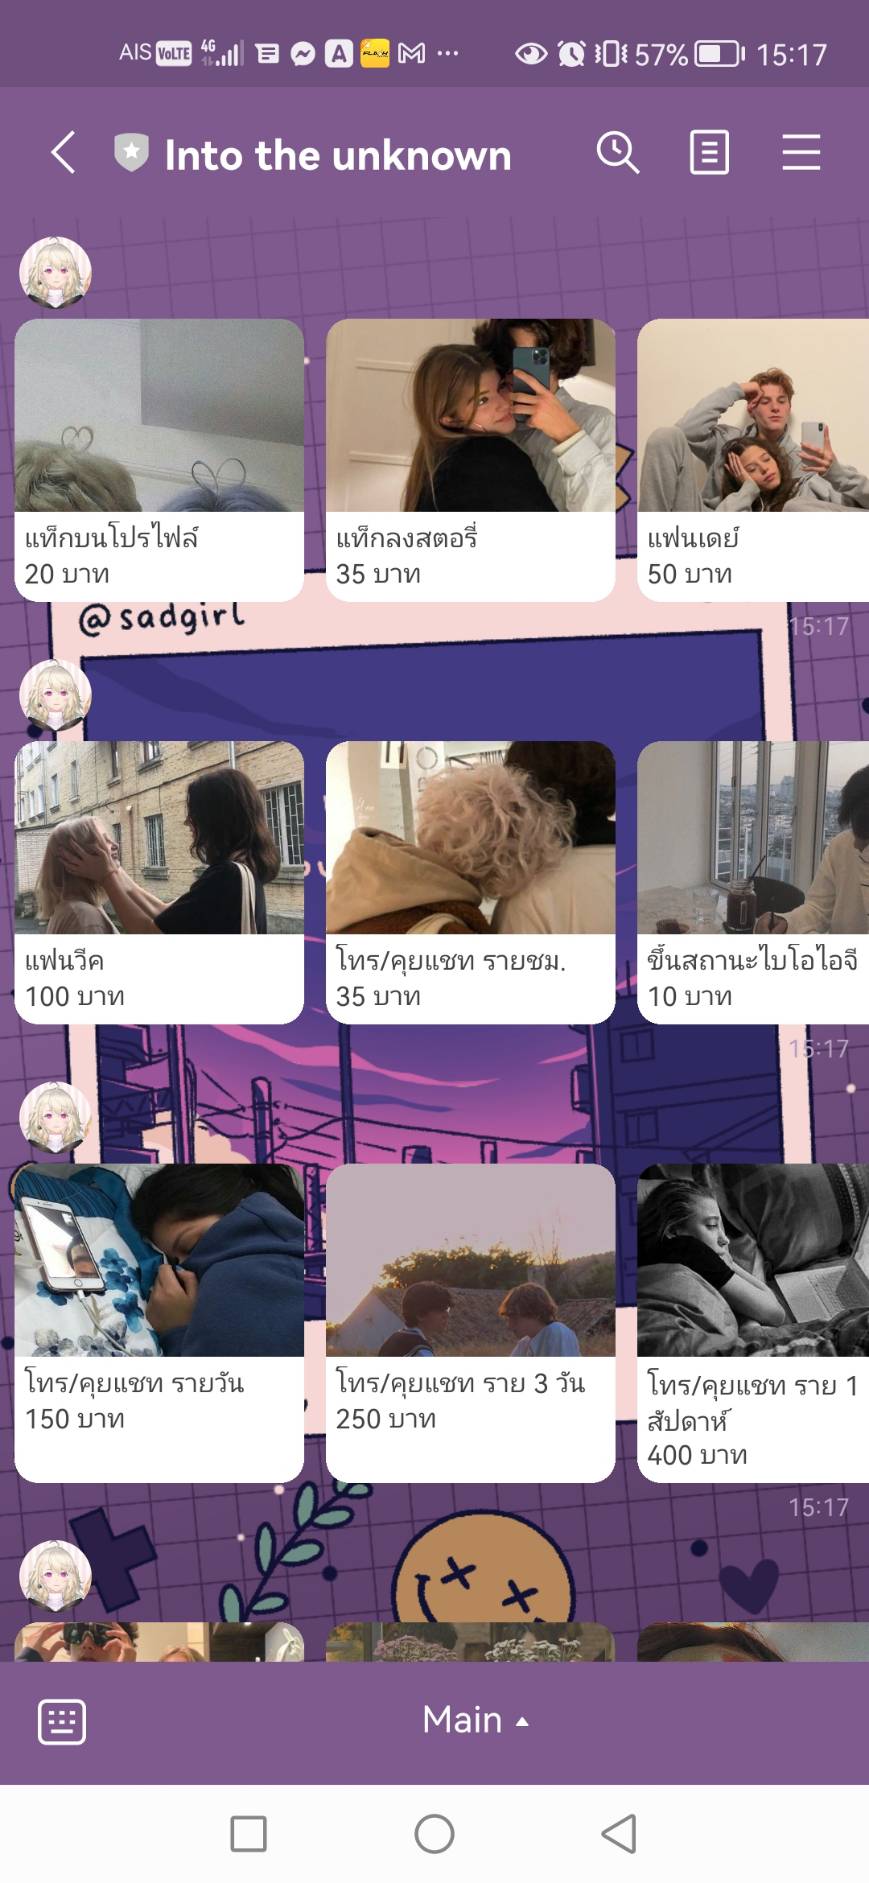 AIS VoLTE 4G A FLASH 57% 15:17
Into the unknown
แท็กบนโปรไฟล์
20 บาท
แท็กลงสตอรี่
35 บาท
แฟนเดย์
50 บาท
@sadgirl
15:17
แฟนวีค
100 บาท
โทร/คุยแชท รายชม.
35 บาท
ขึ้นสถานะไบโอไอจี
10 บาท
15:17
โทร/คุยแชท รายวัน
150 บาท
โทร/คุยแชท ราย 3 วัน
250 บาท
โทร/คุยแชท ราย 1
สัปดาห์
400 บาท
15:17
Main